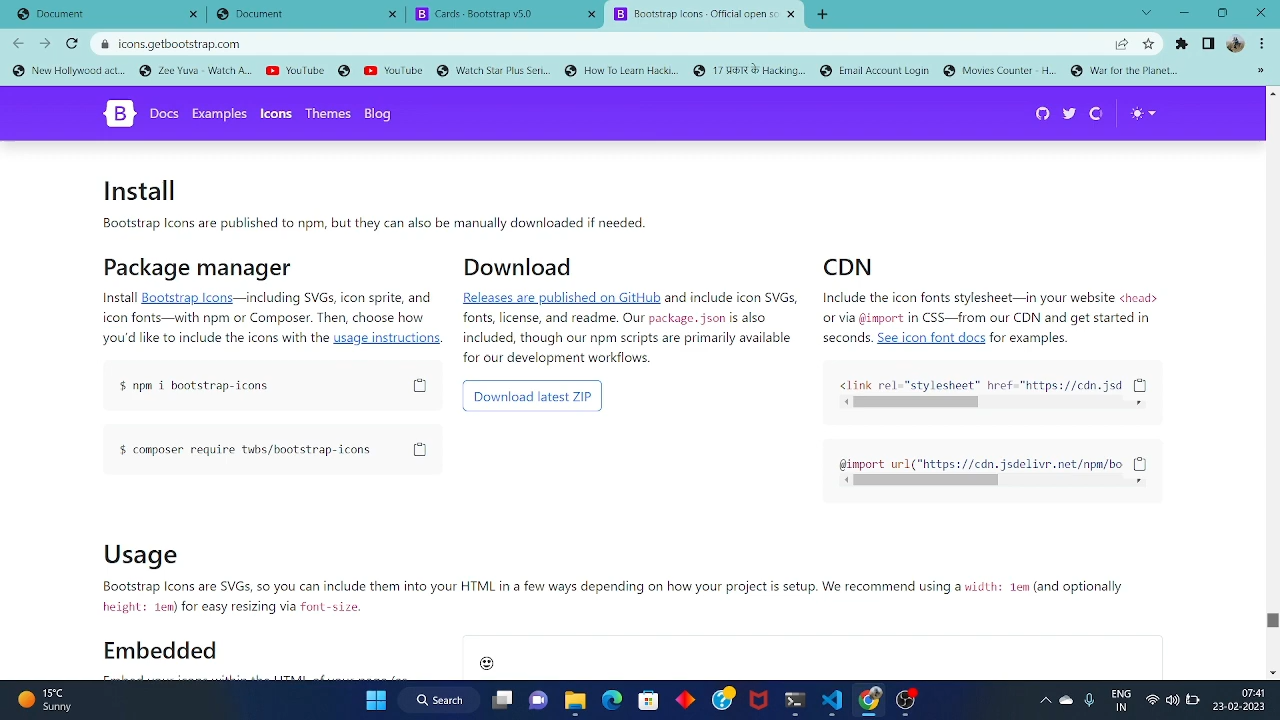 Document
Document
Cards · Bootstrap v5.0
Bootstrap Icons · Official open so
icons.getbootstrap.com
New Hollywood act...
Zee Yuva - Watch A...
YouTube
YouTube
Watch Star Plus Seri...
How To Learn Hacki...
17 प्रकार के Hacking...
Email Account Login
Movies Counter - H...
War for the Planet...
»
B
Docs
Examples
Icons
Themes
Blog
Install
Bootstrap Icons are published to npm, but they can also be manually downloaded if needed.
Package manager
Install Bootstrap Icons—including SVGs, icon sprite, and
icon fonts—with npm or Composer. Then, choose how
you'd like to include the icons with the usage instructions.
$ npm i bootstrap-icons
$ composer require twbs/bootstrap-icons
Download
Releases are published on GitHub and include icon SVGs,
fonts, license, and readme. Our package.json is also
included, though our npm scripts are primarily available
for our development workflows.
Download latest ZIP
CDN
Include the icon fonts stylesheet—in your website <head>
or via @import in CSS—from our CDN and get started in
seconds. See icon font docs for examples.
<link rel="stylesheet" href="https://cdn.jsd
@import url("https://cdn.jsdelivr.net/npm/bo
Usage
Bootstrap Icons are SVGs, so you can include them into your HTML in a few ways depending on how your project is setup. We recommend using a width: 1em (and optionally
height: 1em) for easy resizing via font-size.
Embedded
Embed your icons within the HTML of your page (as
15°C
Sunny
Search
ENG
IN
07:41
23-02-2023